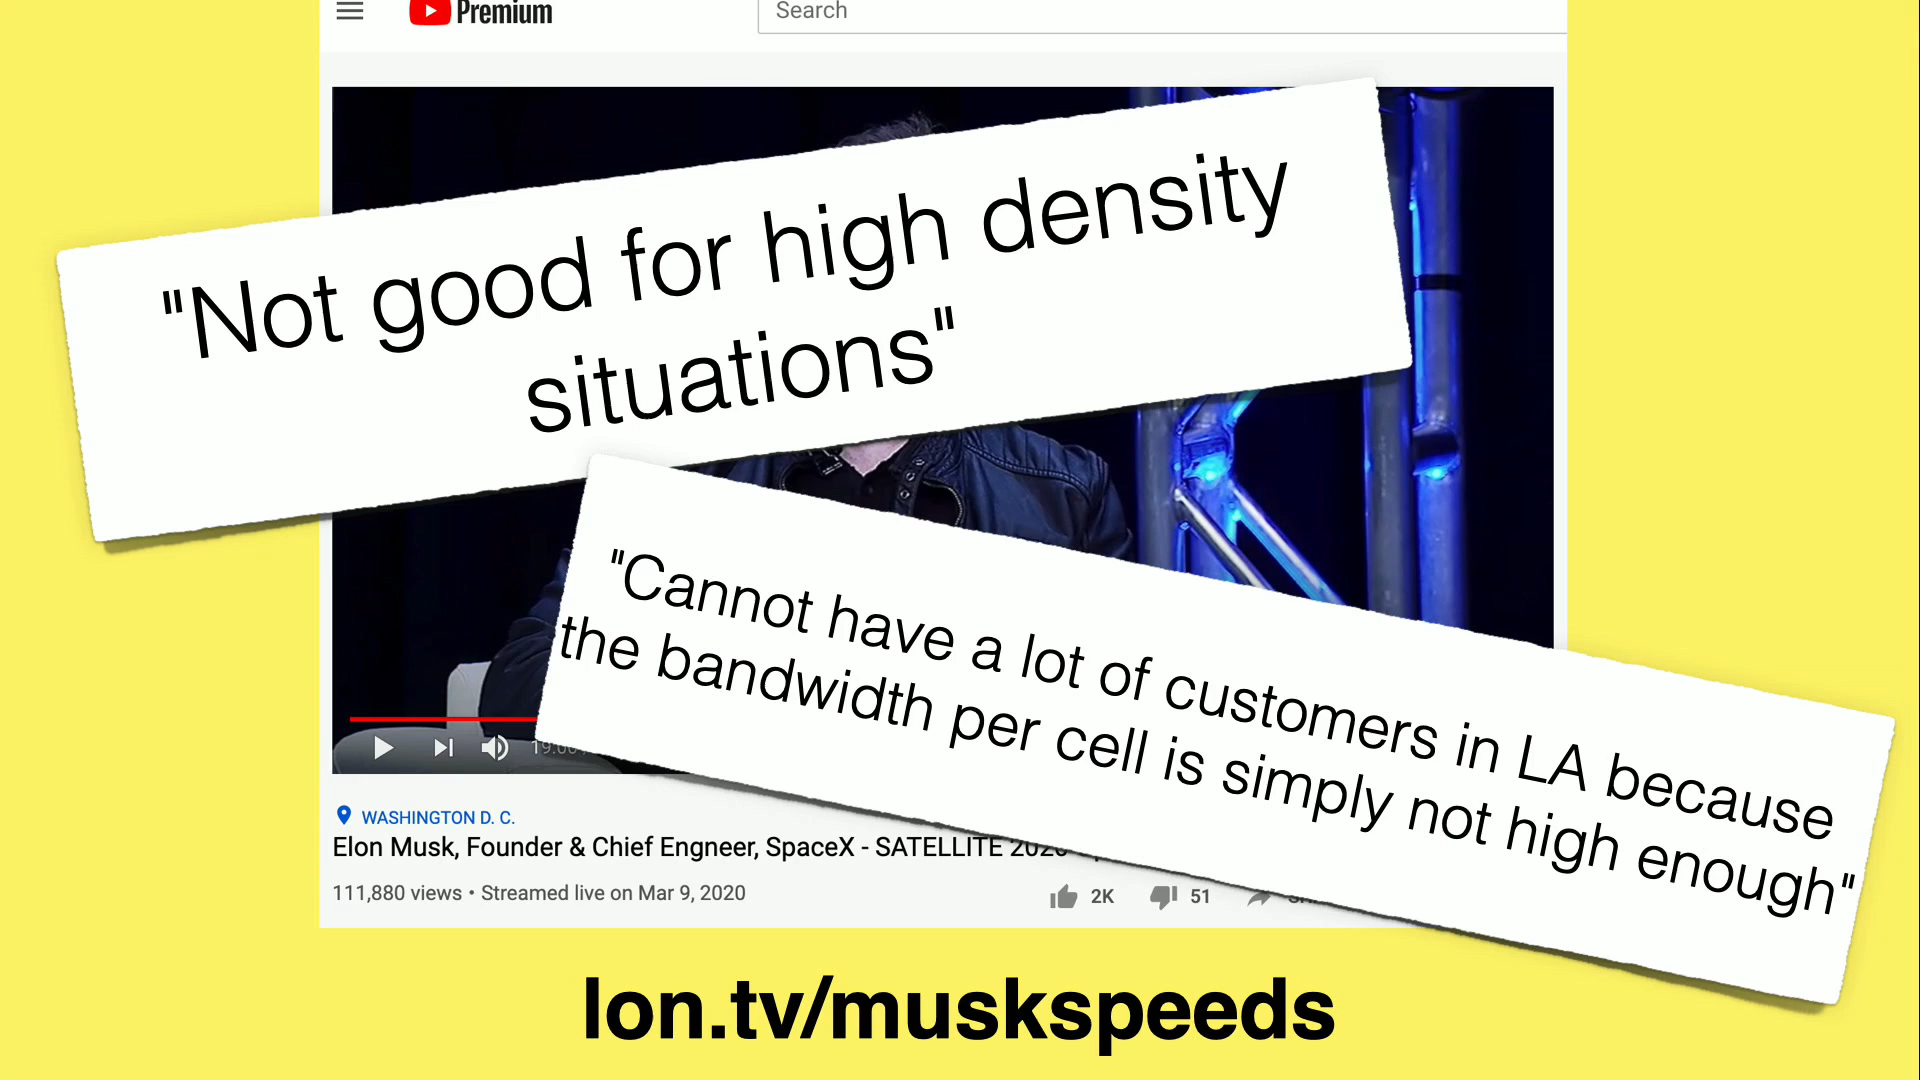 Premium
Search
"Not good for high density
situations"
"Cannot have a lot of customers in LA because
the bandwidth per cell is simply not high enough"
WASHINGTON D. C.
Elon Musk, Founder & Chief Engneer, SpaceX - SATELLITE 2020
111,880 views • Streamed live on Mar 9, 2020
2K
51
lon.tv/muskspeeds